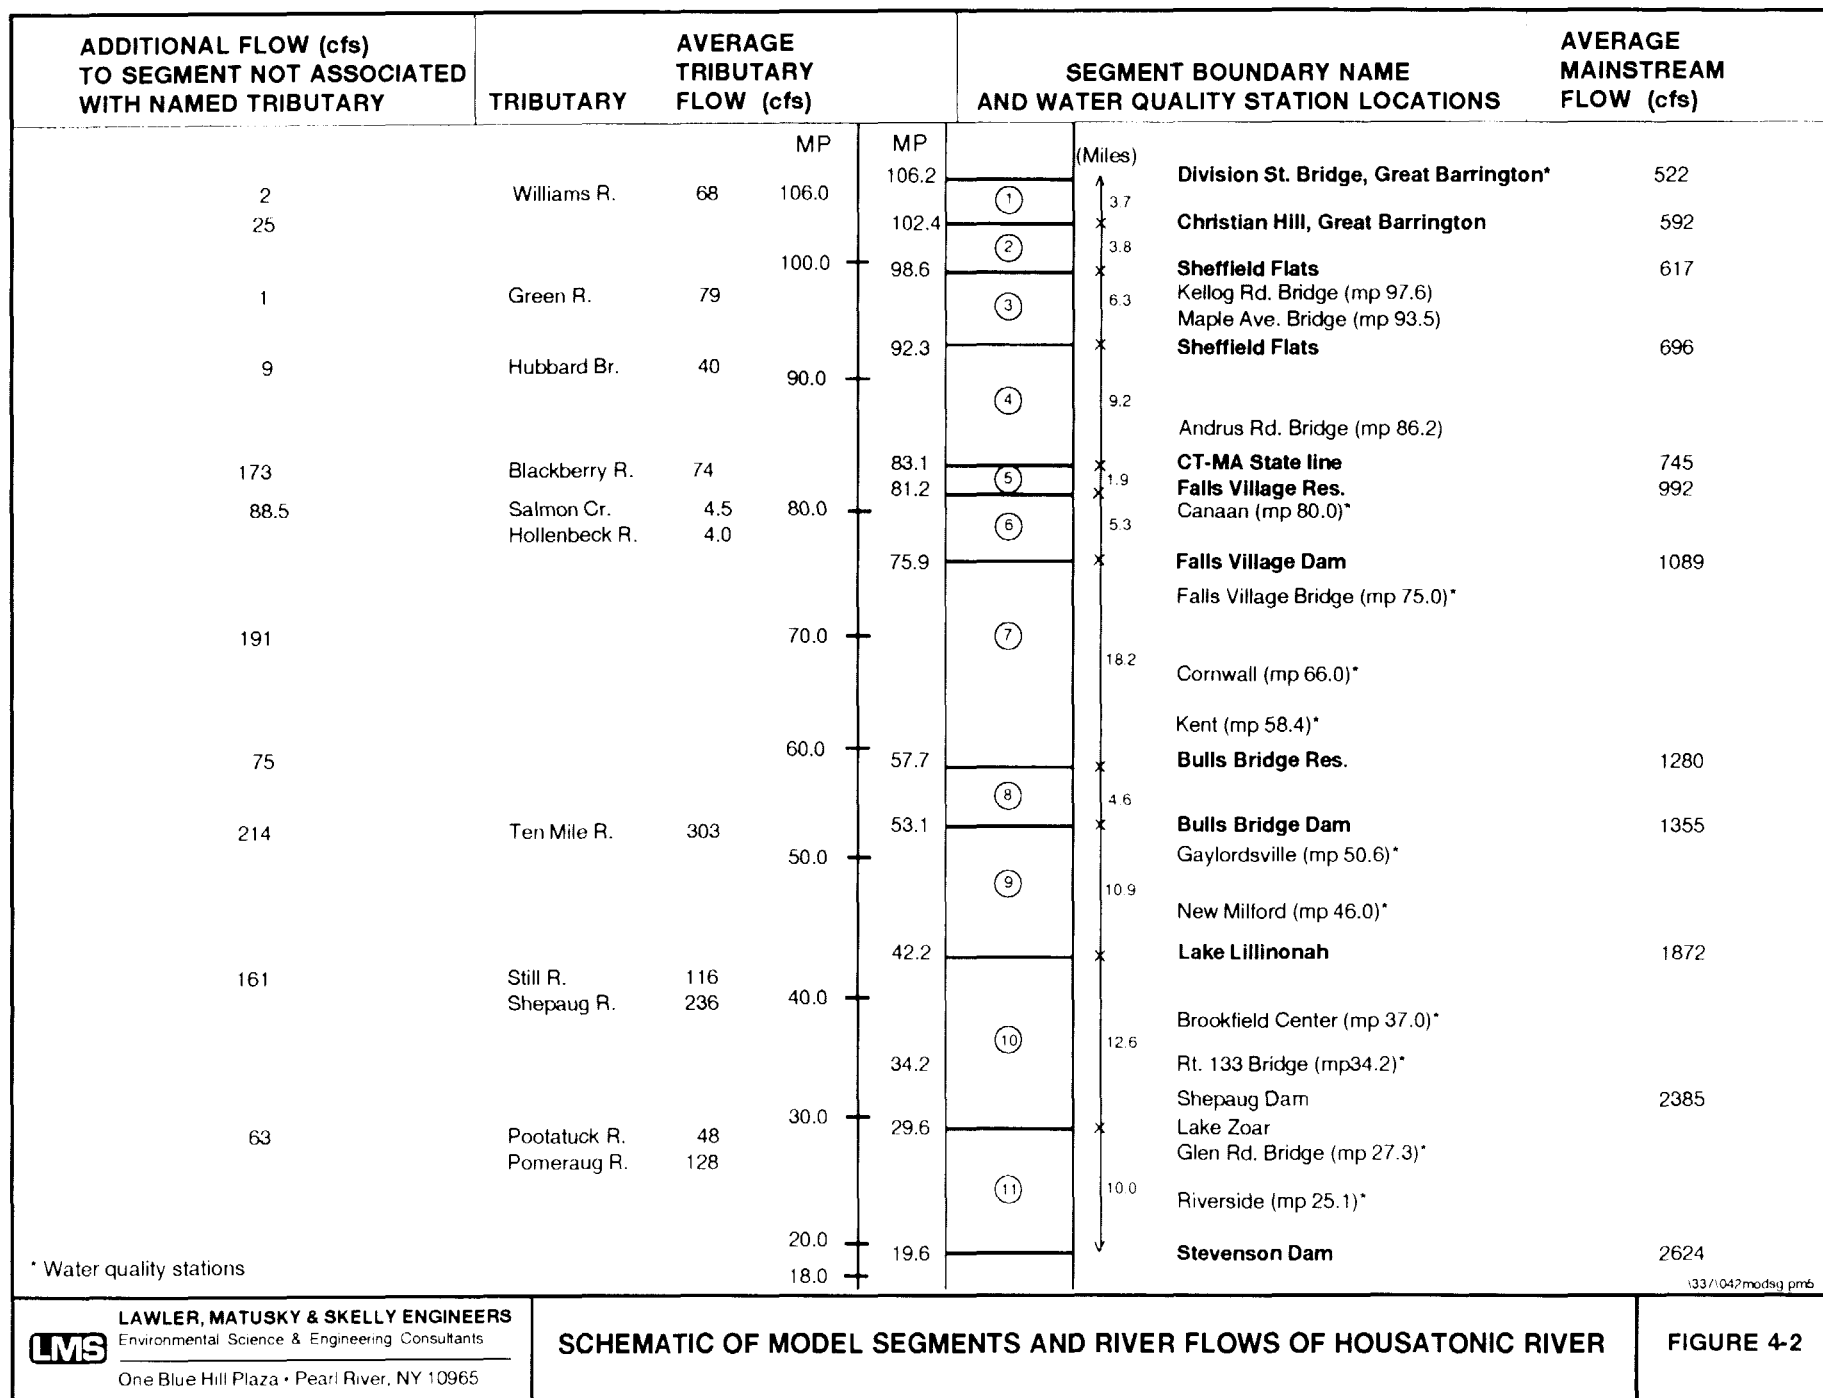 ADDITIONAL FLOW (cfs)
TO SEGMENT NOT ASSOCIATED
WITH NAMED TRIBUTARY
TRIBUTARY
AVERAGE
TRIBUTARY
FLOW (cfs)
SEGMENT BOUNDARY NAME
AND WATER QUALITY STATION LOCATIONS
AVERAGE
MAINSTREAM
FLOW (cfs)
MP MP
(Miles)
106.2 Division St. Bridge, Great Barrington* 522
2 Williams R. 68 106.0 1 3.7
25 102.4 Christian Hill, Great Barrington 592
2 3.8
100.0 98.6 Sheffield Flats 617
1 Green R. 79 3 6.3 Kellog Rd. Bridge (mp 97.6)
Maple Ave. Bridge (mp 93.5)
92.3 Sheffield Flats 696
9 Hubbard Br. 40 90.0
4 9.2
Andrus Rd. Bridge (mp 86.2)
83.1 CT-MA State line 745
173 Blackberry R. 74 5 1.9
81.2 Falls Village Res. 992
88.5 Salmon Cr. 4.5 80.0 Canaan (mp 80.0)*
Hollenbeck R. 4.0 6 5.3
75.9 Falls Village Dam 1089
Falls Village Bridge (mp 75.0)*
191 70.0 7
18.2
Cornwall (mp 66.0)*
Kent (mp 58.4)*
75 60.0 57.7 Bulls Bridge Res. 1280
8 4.6
214 Ten Mile R. 303 53.1 Bulls Bridge Dam 1355
50.0 Gaylordsville (mp 50.6)*
9 10.9
New Milford (mp 46.0)*
42.2 Lake Lillinonah 1872
161 Still R. 116
Shepaug R. 236 40.0
Brookfield Center (mp 37.0)*
10 12.6
34.2 Rt. 133 Bridge (mp34.2)*
Shepaug Dam 2385
30.0 29.6 Lake Zoar
63 Pootatuck R. 48
Glen Rd. Bridge (mp 27.3)*
Pomeraug R. 128
11 10.0
Riverside (mp 25.1)*
20.0 19.6 Stevenson Dam 2624
* Water quality stations
18.0
\337\042modsg.pm5
LMS
LAWLER, MATUSKY & SKELLY ENGINEERS
Environmental Science & Engineering Consultants
One Blue Hill Plaza • Pearl River, NY 10965
SCHEMATIC OF MODEL SEGMENTS AND RIVER FLOWS OF HOUSATONIC RIVER
FIGURE 4-2